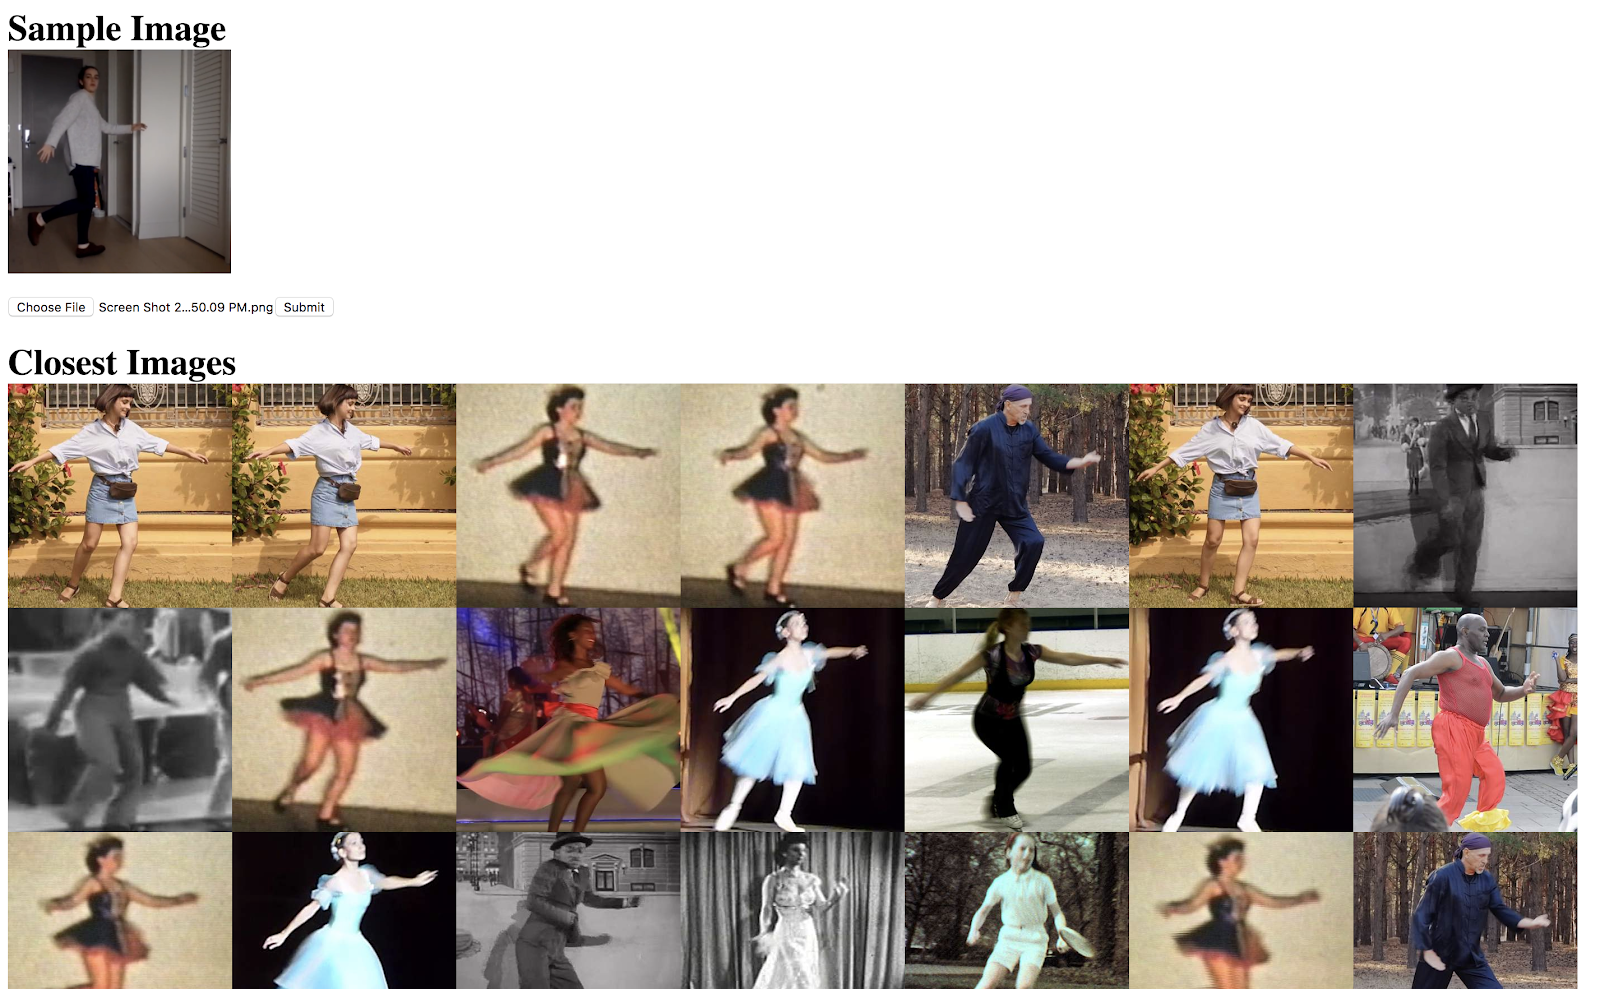 Sample Image
Choose File Screen Shot 2...50.09 PM.png Submit
Closest Images